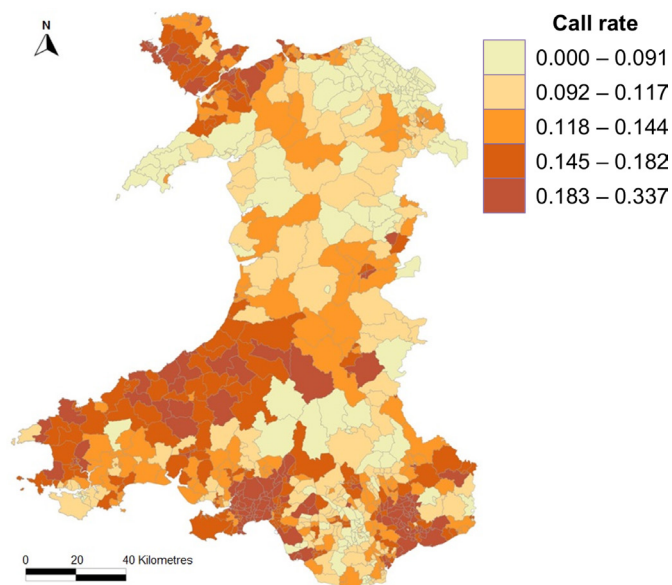 N
Call rate
0.000 – 0.091
0.092 – 0.117
0.118 – 0.144
0.145 – 0.182
0.183 – 0.337
0 20 40 Kilometres